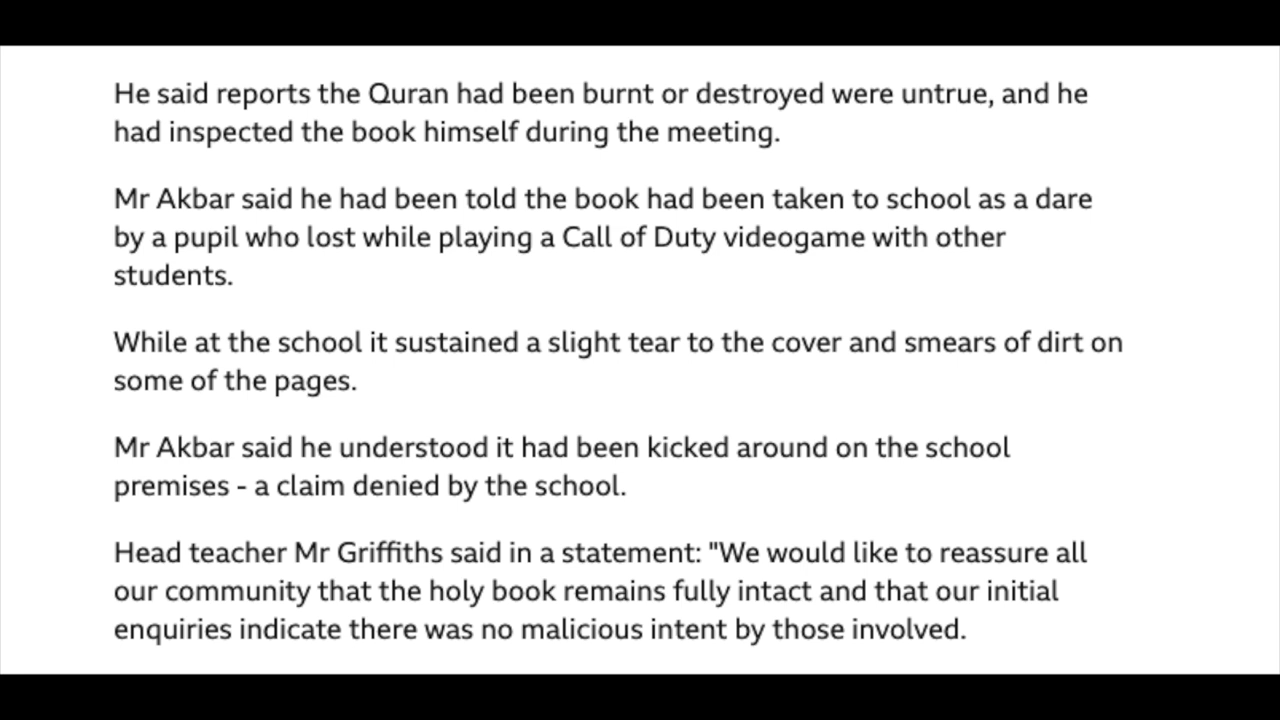 He said reports the Quran had been burnt or destroyed were untrue, and he
had inspected the book himself during the meeting.
Mr Akbar said he had been told the book had been taken to school as a dare
by a pupil who lost while playing a Call of Duty videogame with other
students.
While at the school it sustained a slight tear to the cover and smears of dirt on
some of the pages.
Mr Akbar said he understood it had been kicked around on the school
premises - a claim denied by the school.
Head teacher Mr Griffiths said in a statement: "We would like to reassure all
our community that the holy book remains fully intact and that our initial
enquiries indicate there was no malicious intent by those involved.